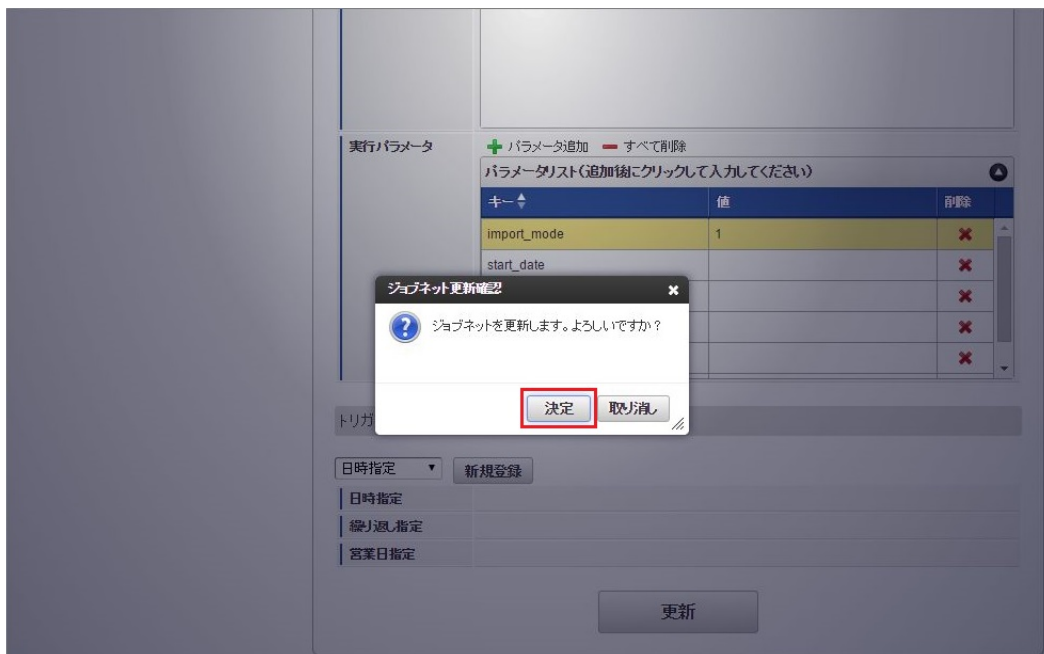 実行パラメータ
パラメータ追加 すべて削除
パラメータリスト(追加後にクリックして入力してください)
キー 値 削除
import_mode 1
start_date
ジョブネット更新確認
ジョブネットを更新します。よろしいですか?
決定 取り消し
トリガ
日時指定 新規登録
日時指定
繰り返し指定
営業日指定
更新